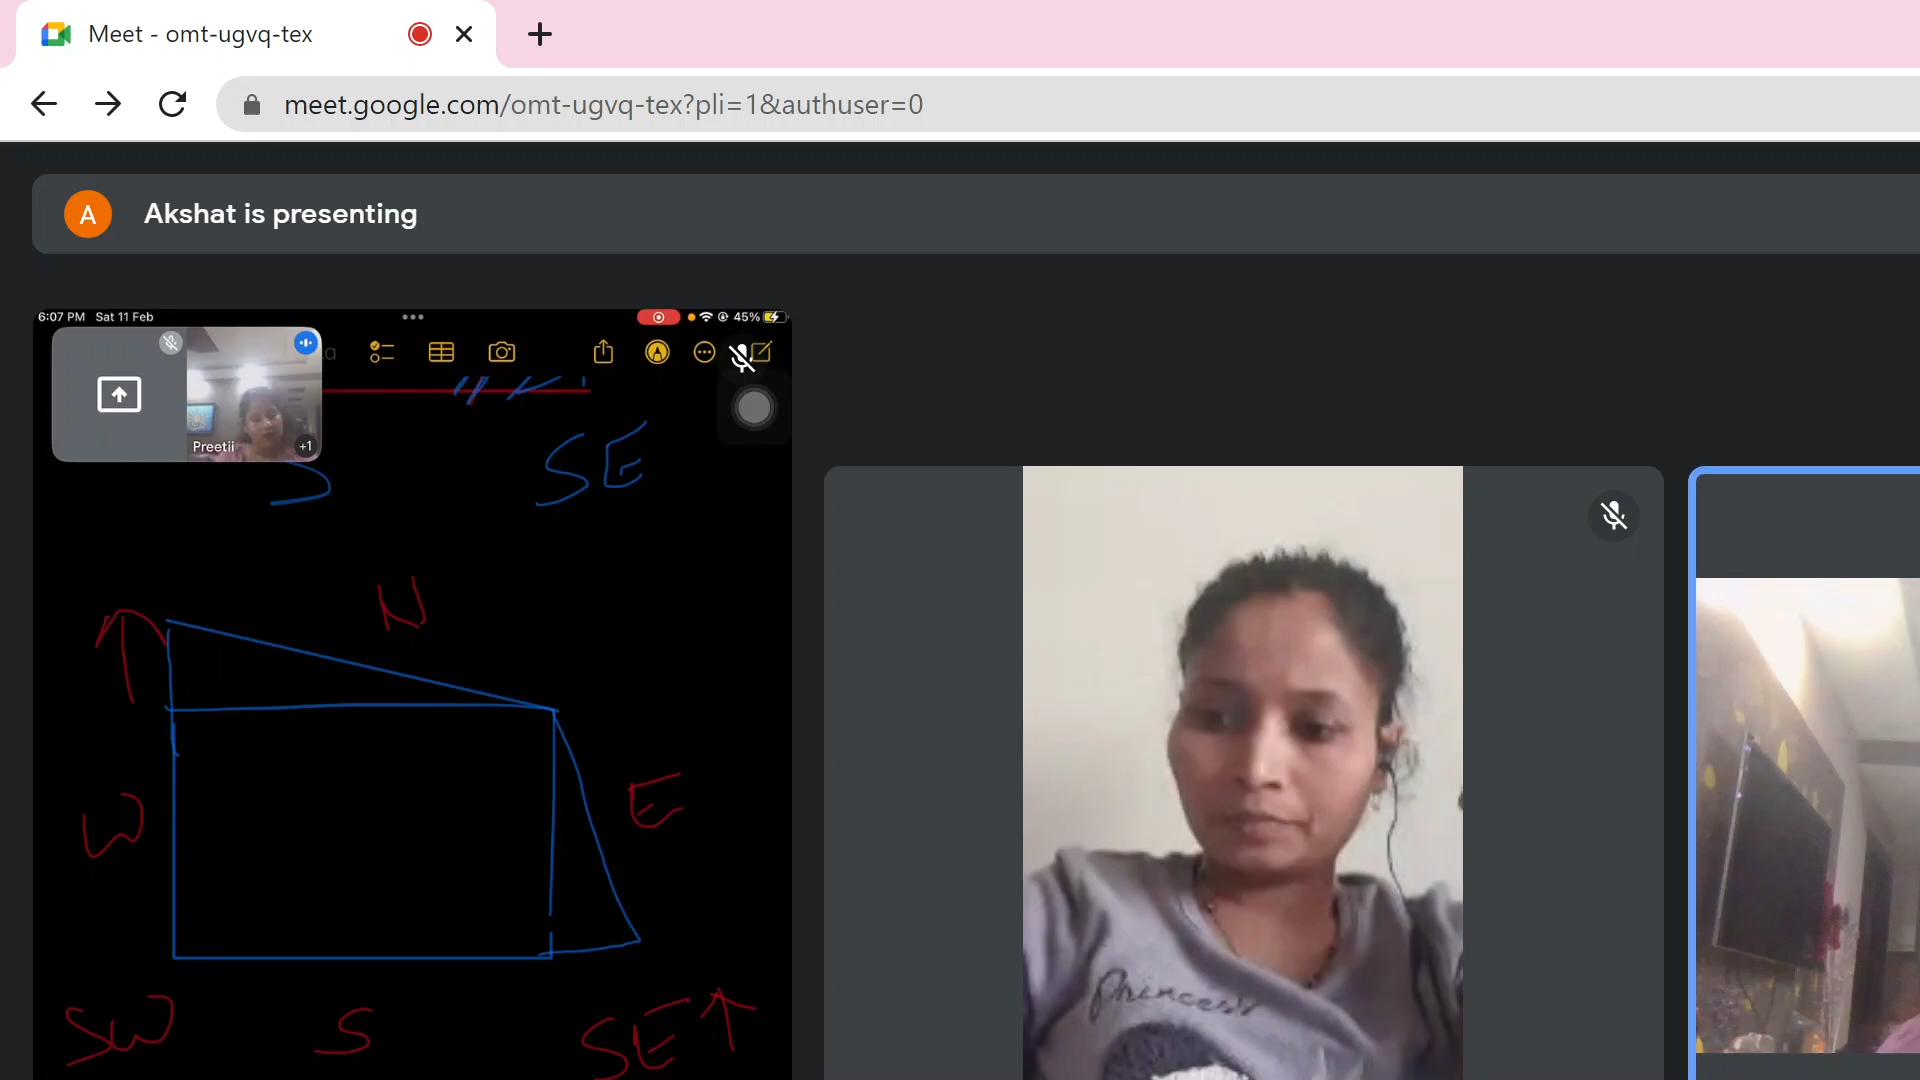 Meet - omt-ugvq-tex
meet.google.com/omt-ugvq-tex?pli=1&authuser=0
A
Akshat is presenting
6:07 PM Sat 11 Feb
45%
a
Preetii
+1
S
SE
N
W
E
SW
S
SE
Princess